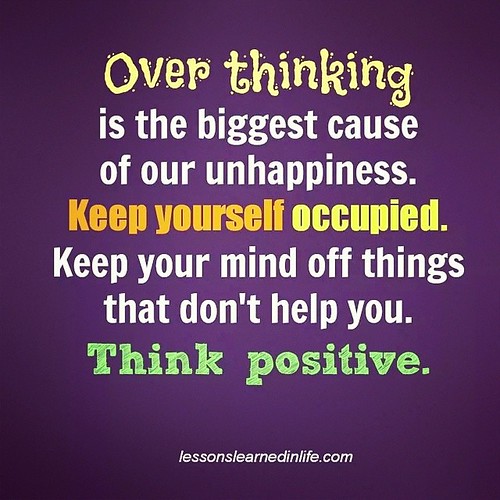 Over thinking
is the biggest cause
of our unhappiness.
Keep yourself occupied.
Keep your mind off things
that don't help you.
Think positive.
lessonslearnedinlife.com